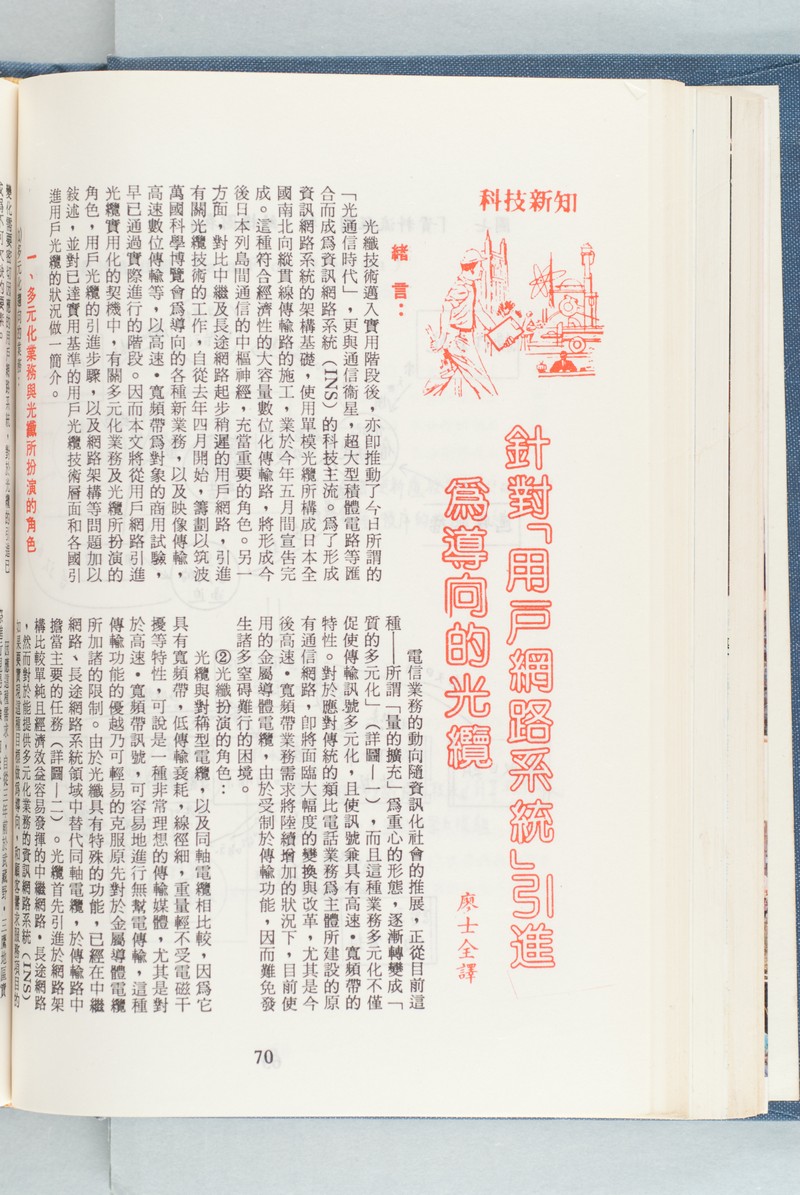 科技新知
針對「用戶網路系統」引進
爲導向的光纜
廖士全譯
緒言：
光纖技術邁入實用階段後，亦即推動了今日所謂的
「光通信時代」，更與通信衛星，超大型積體電路等匯
合而成爲資訊網路系統（INS）的科技主流。爲了形成
資訊網路系統的架構基礎，使用單模光纜所構成日本全
國南北向縱貫線傳輸路的施工，業於今年五月間宣告完
成。這種符合經濟性的大容量數位化傳輸路，將形成今
後日本列島間通信的中樞神經，充當重要的角色。另一
方面，對比中繼及長途網路起步稍遲的用戶網路，引進
有關光纜技術的工作，自從去年四月開始，籌劃以筑波
萬國科學博覽會爲導向的各種新業務，以及映像傳輸，
高速數位傳輸等，以高速·寬頻帶爲對象的商用試驗，
早已通過實際進行的階段。因而本文將從用戶網路引進
光纜實用化的契機中，有關多元化業務及光纜所扮演的
角色，用戶光纜的引進步驟，以及網路架構等問題加以
敍述，並對已達實用基準的用戶光纜技術層面和各國引
進用戶光纜的狀況做一簡介。
一、多元化業務與光纖所扮演的角色
電信業務的動向隨資訊化社會的推展，正從目前這
種——所謂「量的擴充」爲重心的形態，逐漸轉變成「
質的多元化」（詳圖—一），而且這種業務多元化不僅
促使傳輸訊號多元化，且使訊號兼具有高速·寬頻帶的
特性。對於應對傳統的類比電話業務爲主體所建設的原
有通信網路，卽將面臨大幅度的變換與改革，尤其是今
後高速·寬頻帶業務需求將陸續增加的狀況下，目前使
用的金屬導體電纜，由於受制於傳輸功能，因而難免發
生諸多窒碍難行的困境。
②光纖扮演的角色：
光纜與對稱型電纜，以及同軸電纜相比較，因爲它
具有寬頻帶，低傳輸衰耗，線徑細，重量輕不受電磁干
擾等特性，可說是一種非常理想的傳輸媒體，尤其是對
於高速·寬頻帶訊號，可容易地進行無幫電傳輸，這種
傳輸功能的優越乃可輕易的克服原先對於金屬導體電纜
所加諸的限制。由於光纖具有特殊的功能，已經在中繼
網路、長途網路系統領域中替代同軸電纜，於傳輸路中
擔當主要的任務（詳圖—二）。光纜首先引進於網路架
構比較單純且經濟效益容易發揮的中繼網路·長途網路
，然而對於能提供多元化業務的資訊網路系統（INS）
70